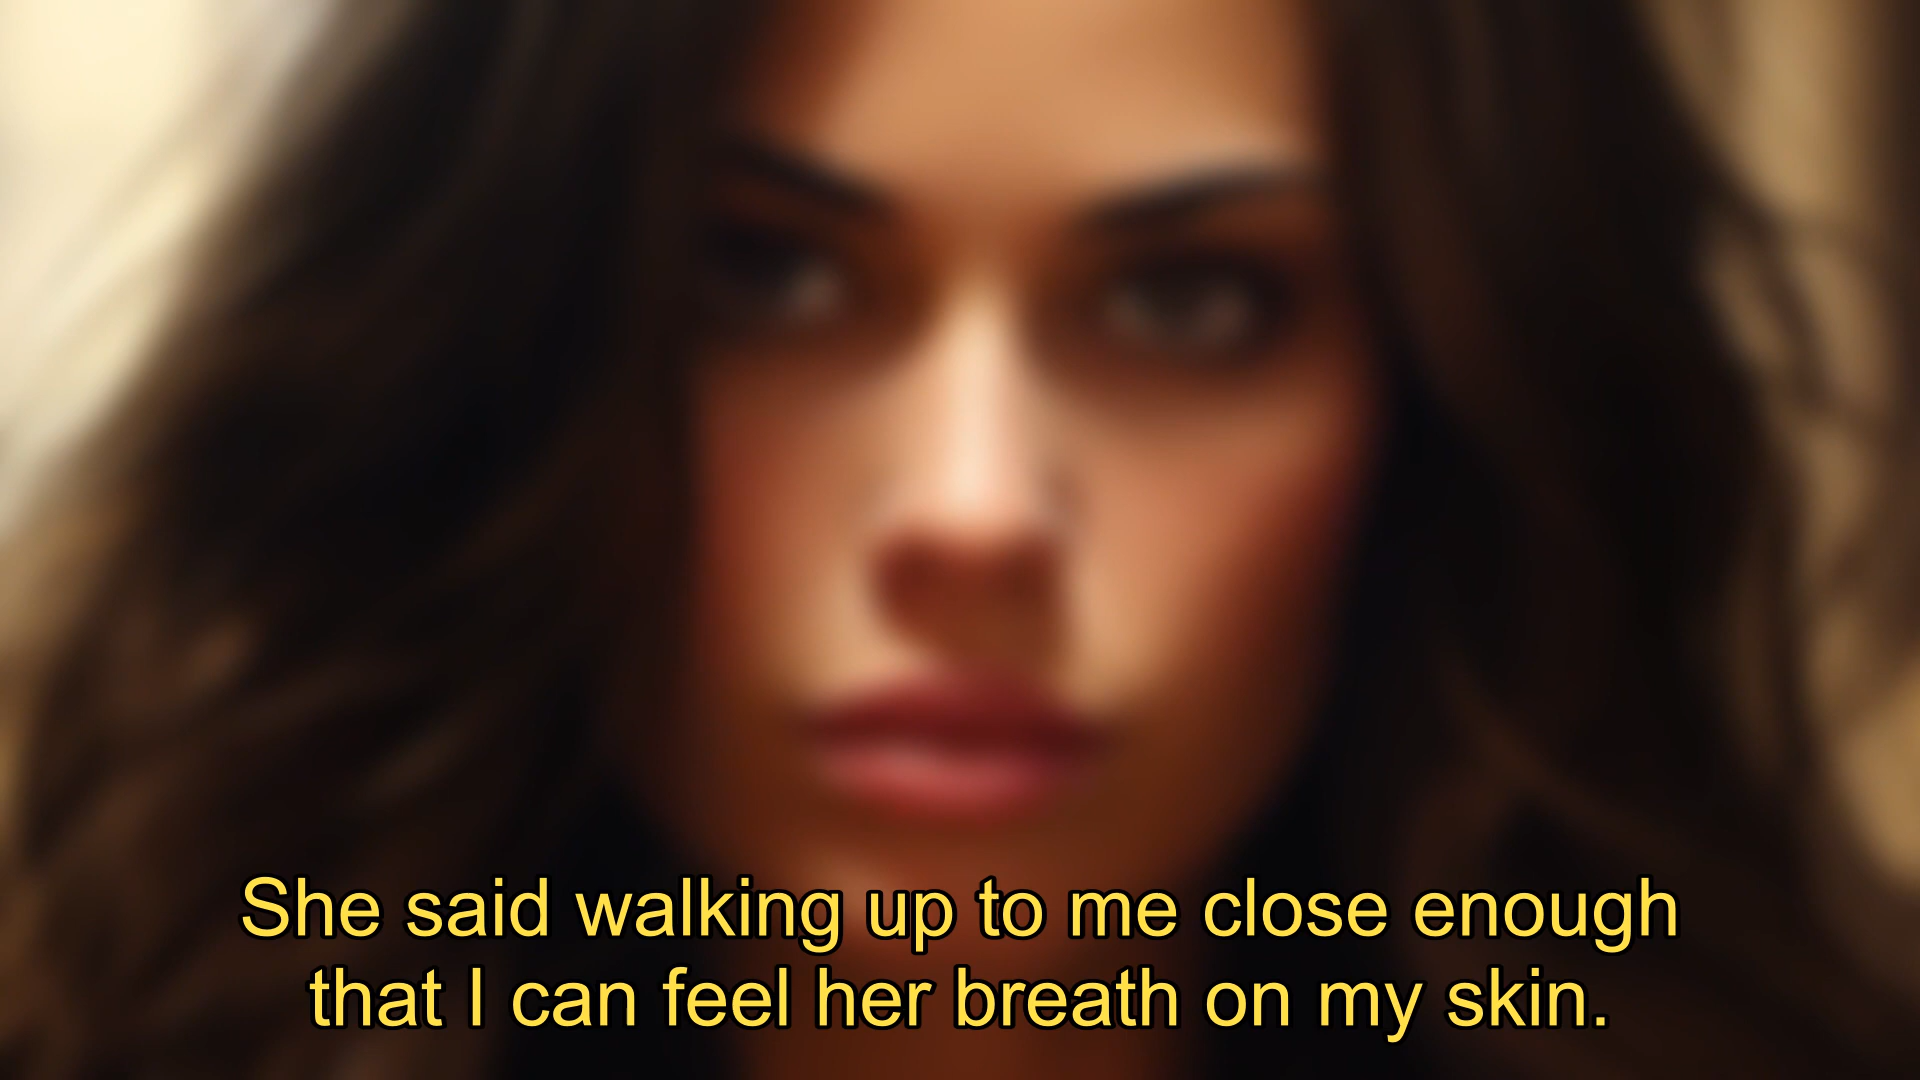 She said walking up to me close enough
that I can feel her breath on my skin.